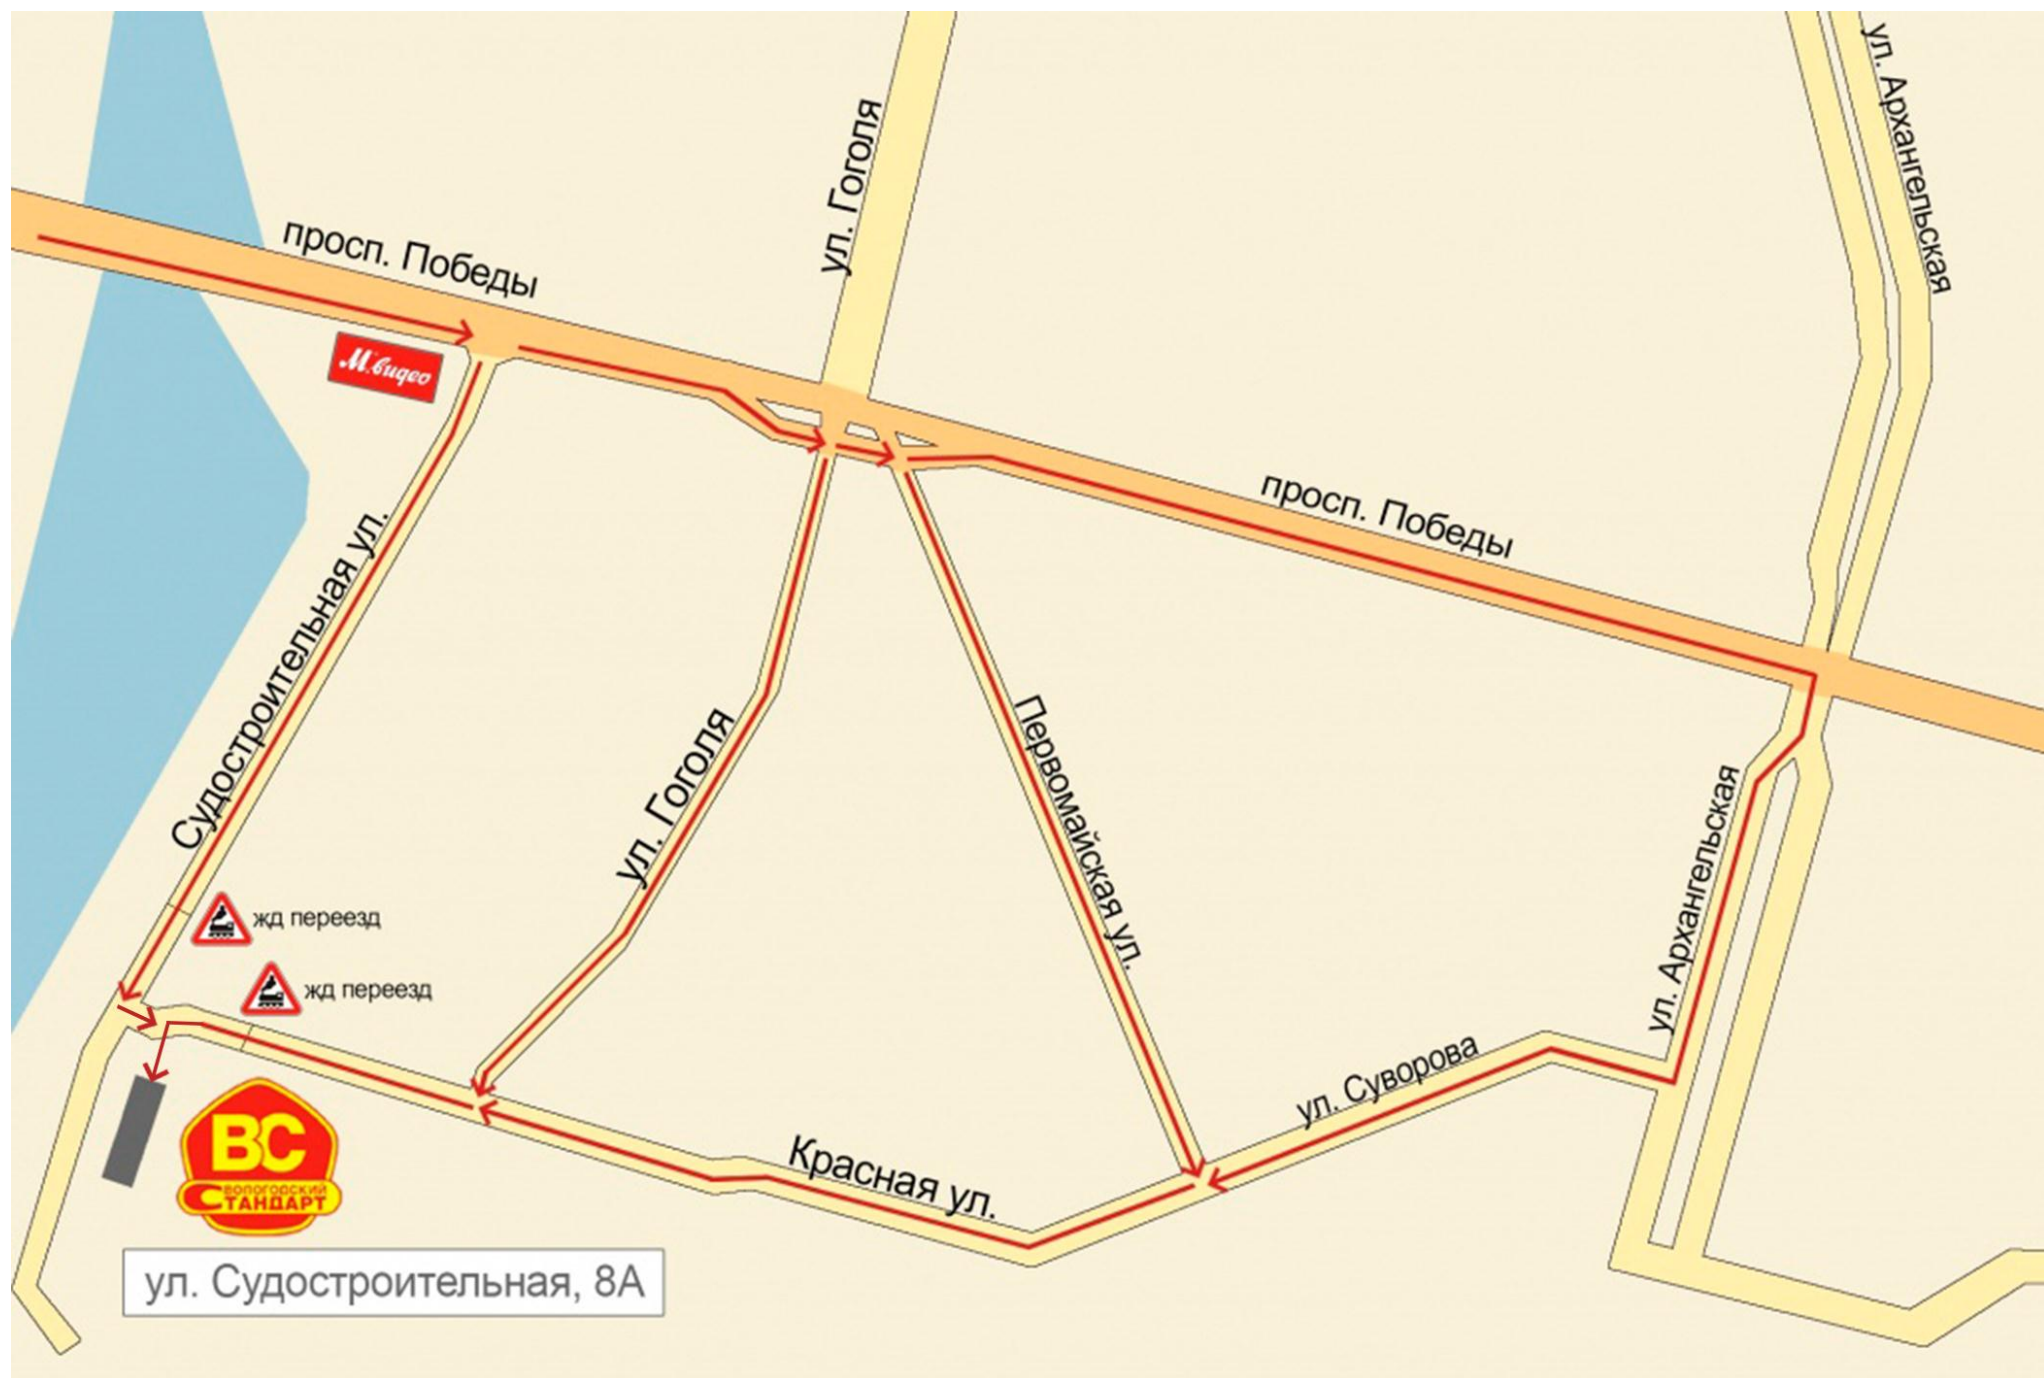 ул. Архангельская
ул. Гоголя
просп. Победы
М.видео
просп. Победы
Судостроительная ул.
ул. Гоголя
Первомайская ул.
ул. Архангельская
жд переезд
жд переезд
ул. Суворова
Красная ул.
ВС
ВОЛОГОДСКИЙ
СТАНДАРТ
ул. Судостроительная, 8А